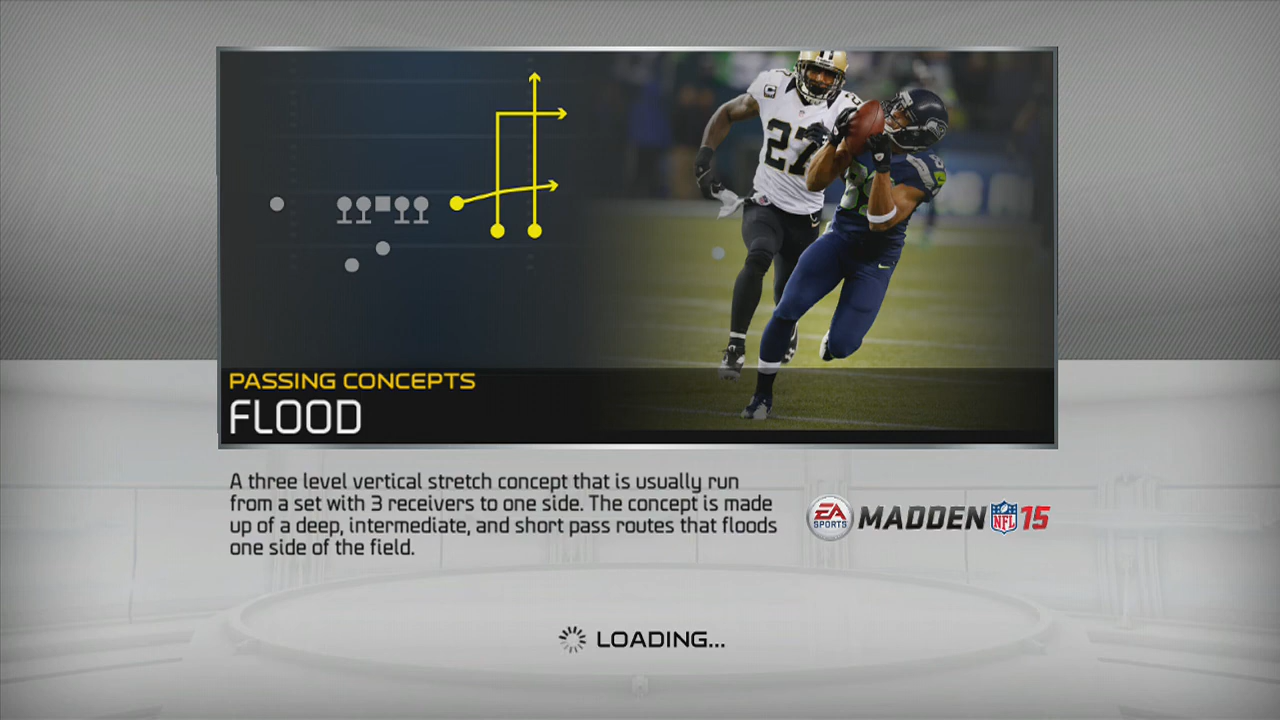 27
PASSING CONCEPTS
FLOOD
A three level vertical stretch concept that is usually run
from a set with 3 receivers to one side. The concept is made
up of a deep, intermediate, and short pass routes that floods
one side of the field.
EA SPORTS MADDEN NFL 15
LOADING...